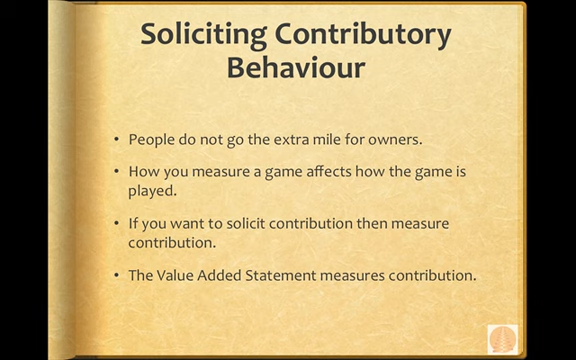 Soliciting Contributory
Behaviour
• People do not go the extra mile for owners.
• How you measure a game affects how the game is
played.
• If you want to solicit contribution then measure
contribution.
• The Value Added Statement measures contribution.